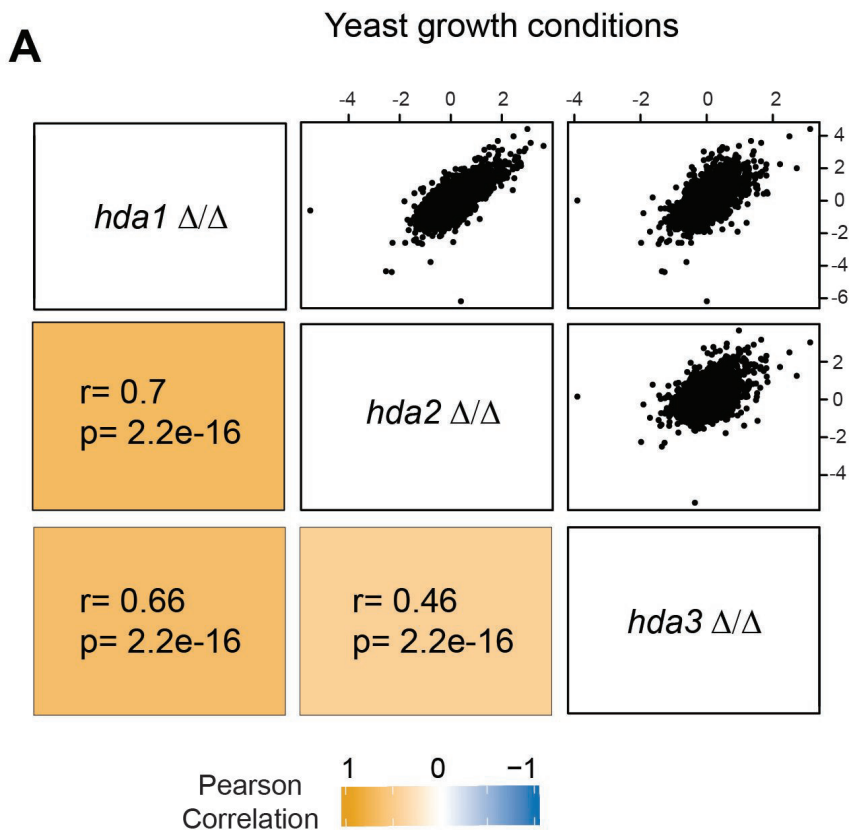 A
Yeast growth conditions
-4 -2 0 2 -4 0 2
hda1 Δ/Δ
4
2
0
-2
-4
-6
r= 0.7
p= 2.2e-16
hda2 Δ/Δ
2
0
-2
-4
r= 0.66
p= 2.2e-16
r= 0.46
p= 2.2e-16
hda3 Δ/Δ
Pearson
Correlation
1 0 −1